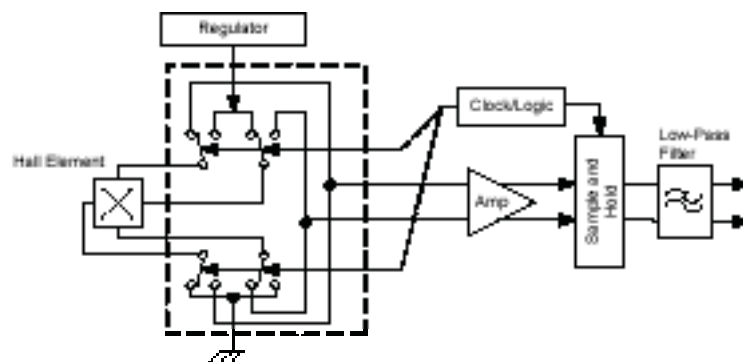 Regulator
Clock/Logic
Low-Pass
Filter
Hall Element
Amp
Sample and
Hold